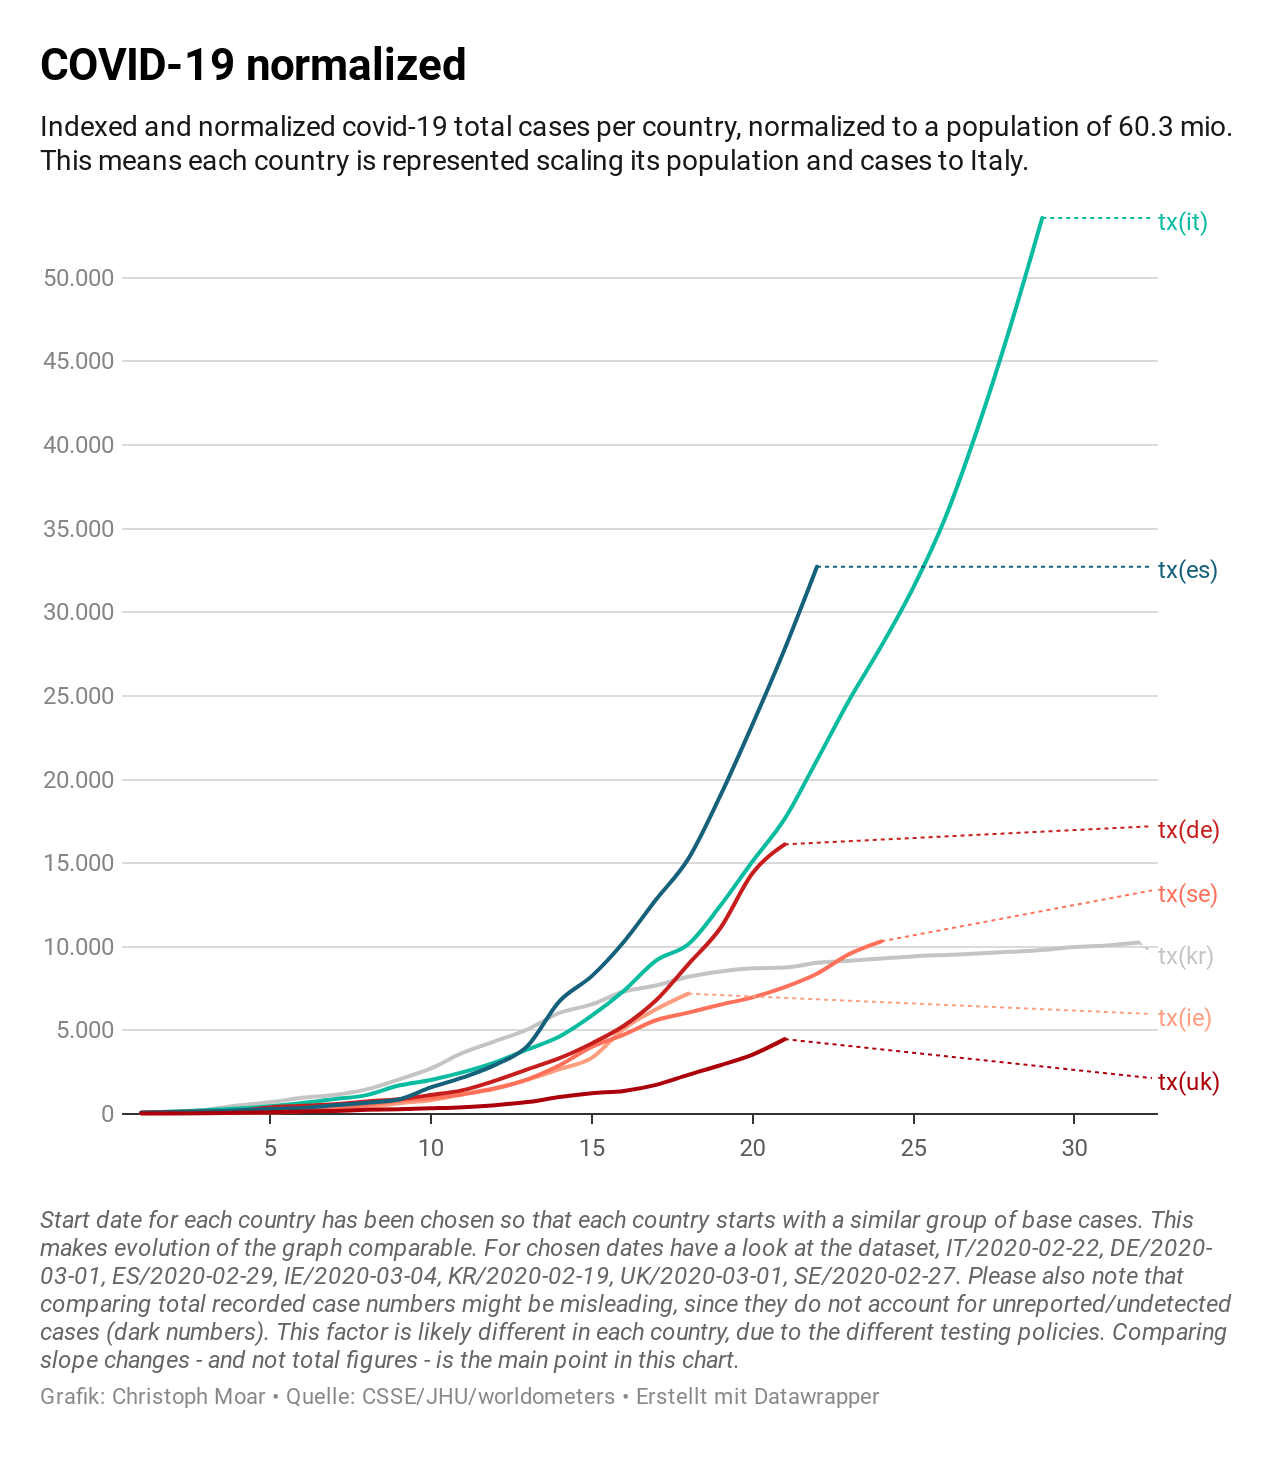 COVID-19 normalized
Indexed and normalized covid-19 total cases per country, normalized to a population of 60.3 mio.
This means each country is represented scaling its population and cases to Italy.
tx(it)
50.000
45.000
40.000
35.000
tx(es)
30.000
25.000
20.000
tx(de)
15.000
tx(se)
10.000
tx(kr)
tx(ie)
5.000
tx(uk)
0
5 10 15 20 25 30
Start date for each country has been chosen so that each country starts with a similar group of base cases. This
makes evolution of the graph comparable. For chosen dates have a look at the dataset, IT/2020-02-22, DE/2020-
03-01, ES/2020-02-29, IE/2020-03-04, KR/2020-02-19, UK/2020-03-01, SE/2020-02-27. Please also note that
comparing total recorded case numbers might be misleading, since they do not account for unreported/undetected
cases (dark numbers). This factor is likely different in each country, due to the different testing policies. Comparing
slope changes - and not total figures - is the main point in this chart.
Grafik: Christoph Moar • Quelle: CSSE/JHU/worldometers • Erstellt mit Datawrapper